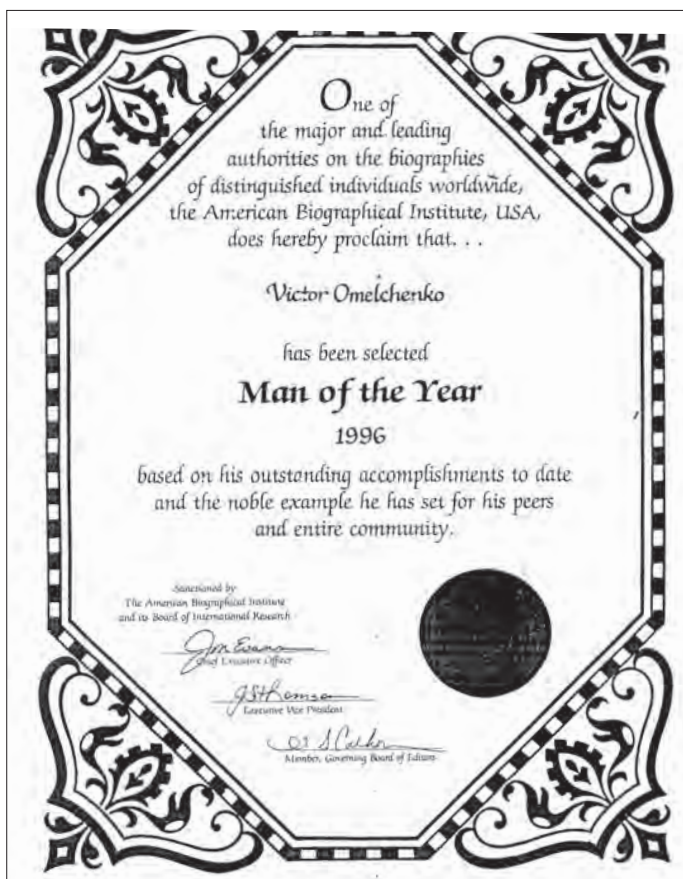 One of
the major and leading
authorities on the biographies
of distinguished individuals worldwide,
the American Biographical Institute, USA,
does hereby proclaim that. . .
Victor Omelchenko
has been selected
Man of the Year
1996
based on his outstanding accomplishments to date
and the noble example he has set for his peers
and entire community.
Sanctioned by
The American Biographical Institute
and its Board of International Research
JM Evans
Chief Executive Officer
Executive Vice President
Member, Governing Board of Editors